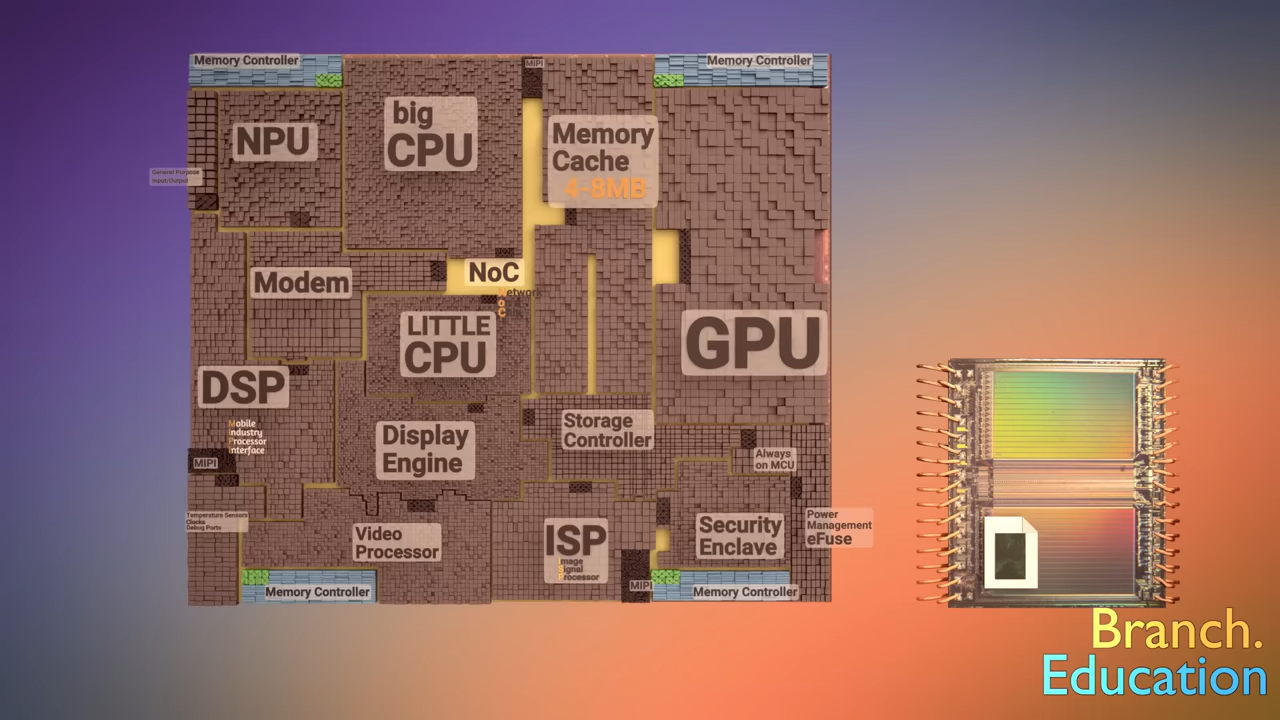 Memory Controller
MIPI
Memory Controller
NPU
big
CPU
Memory
Cache
4-8MB
General Purpose
Input/Output
Modem
NoC
Network
o
C
LITTLE
CPU
GPU
DSP
Mobile
Industry
Processor
Interface
MIPI
Display
Engine
Storage
Controller
Always
on MCU
Temperature Sensors
Clocks
Debug Ports
Video
Processor
ISP
Image
Signal
Processor
Security
Enclave
Power
Management
eFuse
Memory Controller
MIPI
Memory Controller
Branch.
Education